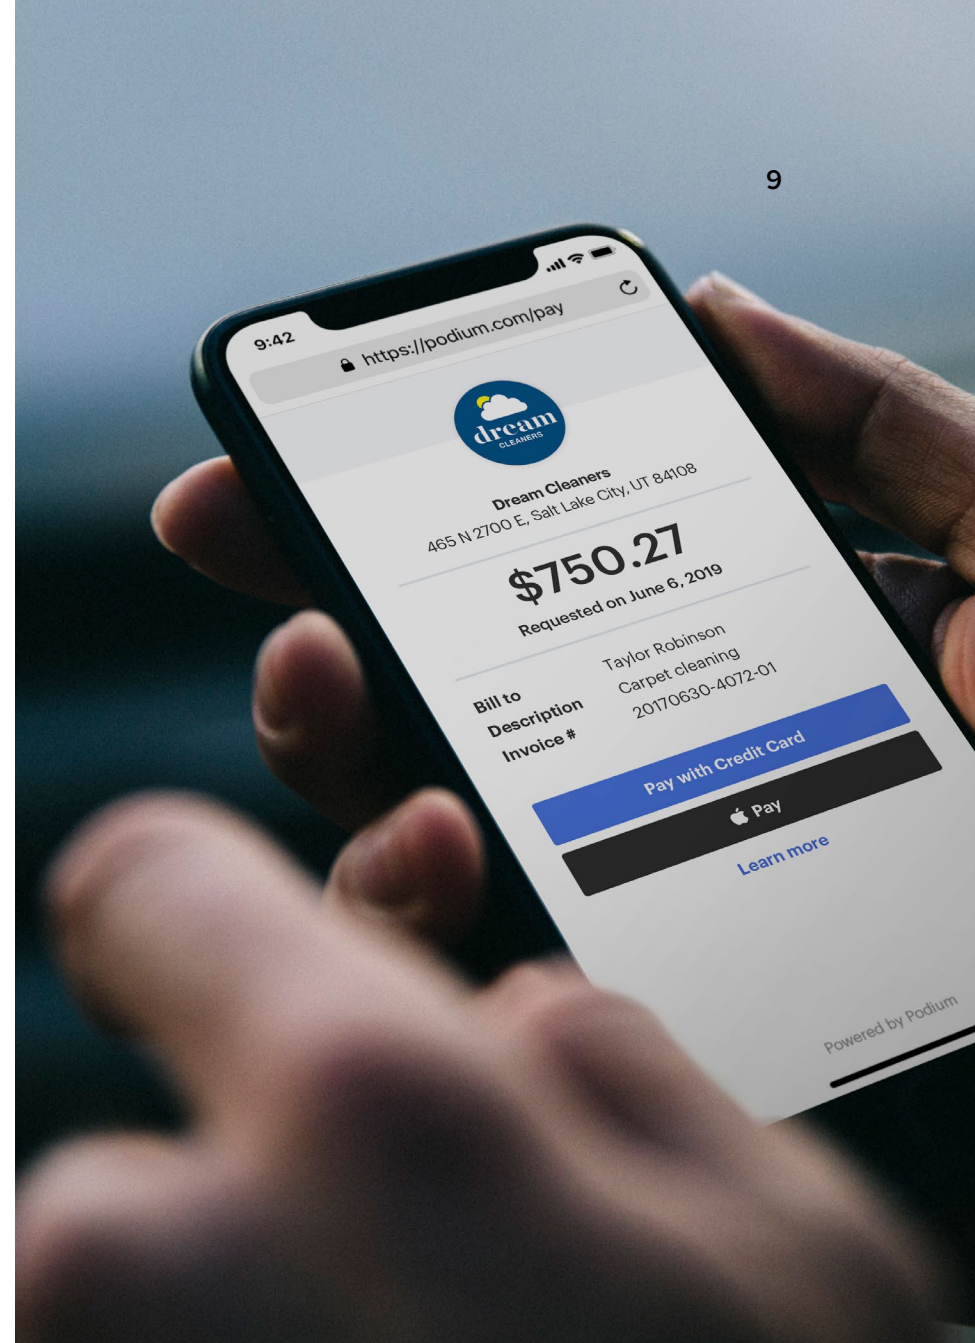 9
9:42
https://podium.com/pay
dream
CLEANERS
Dream Cleaners
465 N 2700 E, Salt Lake City, UT 84108
$750.27
Requested on June 6, 2019
Bill to Taylor Robinson
Description Carpet cleaning
Invoice # 20170630-4072-01
Pay with Credit Card
Pay
Learn more
Powered by Podium